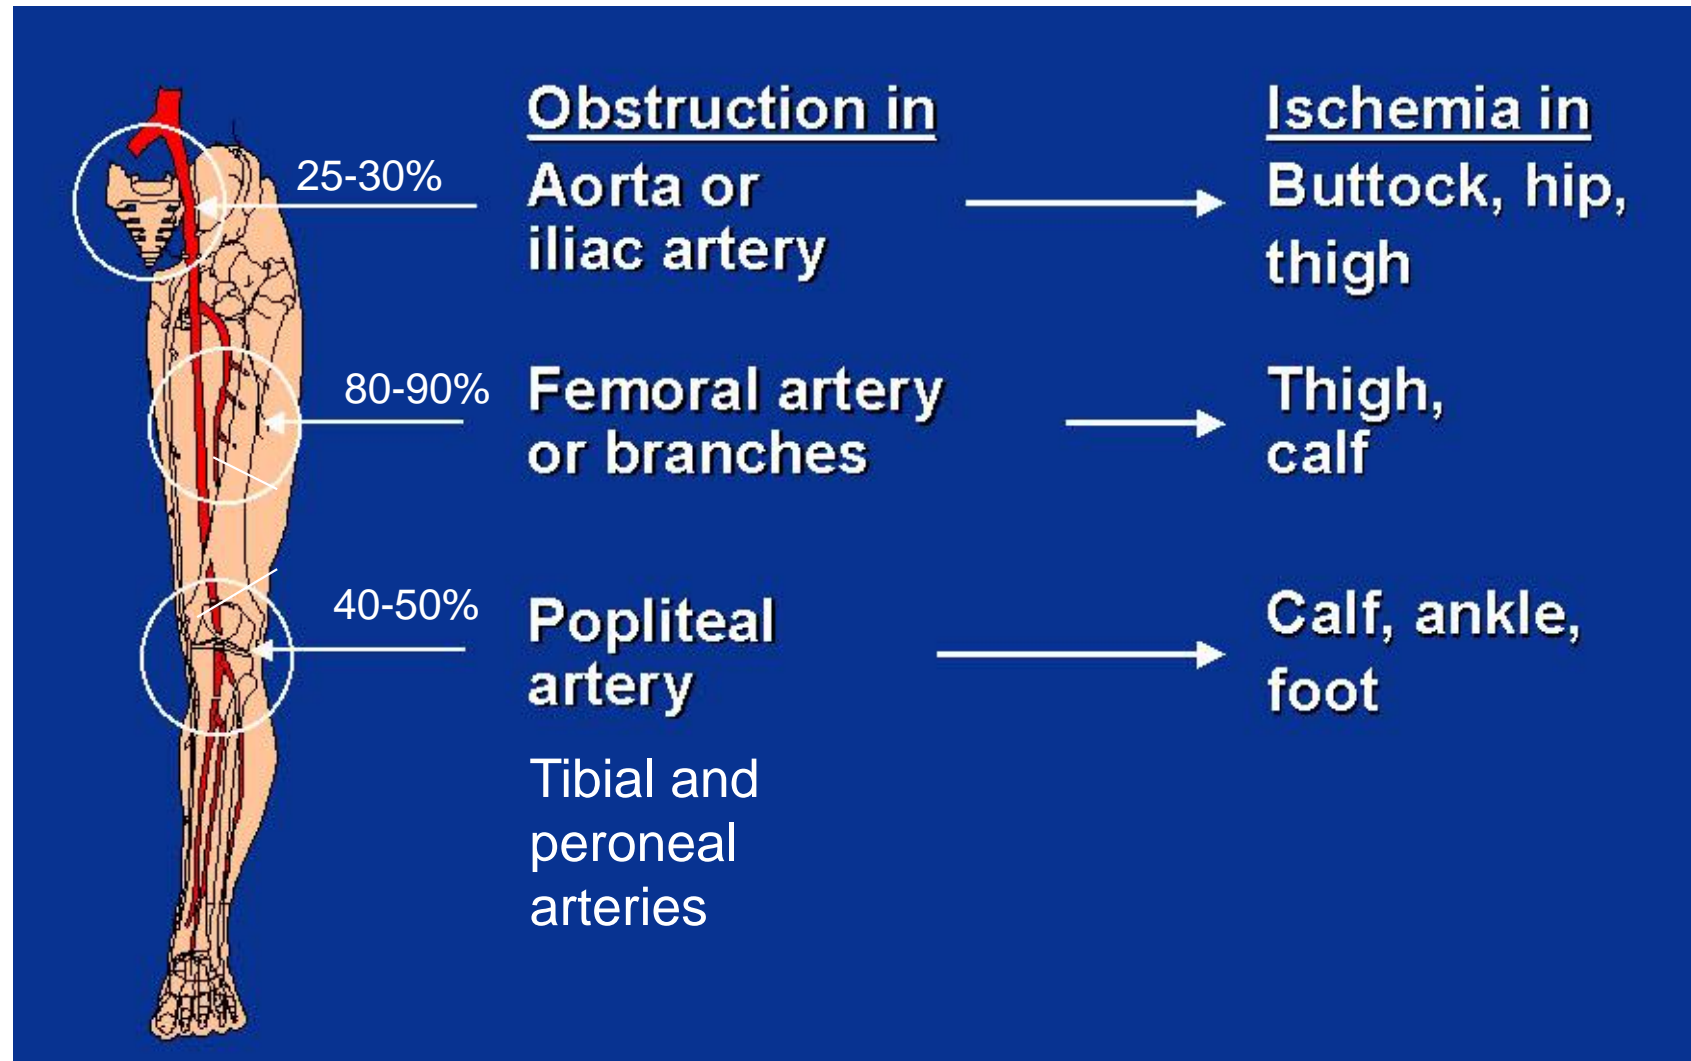 Obstruction in
Ischemia in
25-30%
Aorta or
iliac artery
Buttock, hip,
thigh
80-90%
Femoral artery
or branches
Thigh,
calf
40-50%
Popliteal
artery
Calf, ankle,
foot
Tibial and
peroneal
arteries